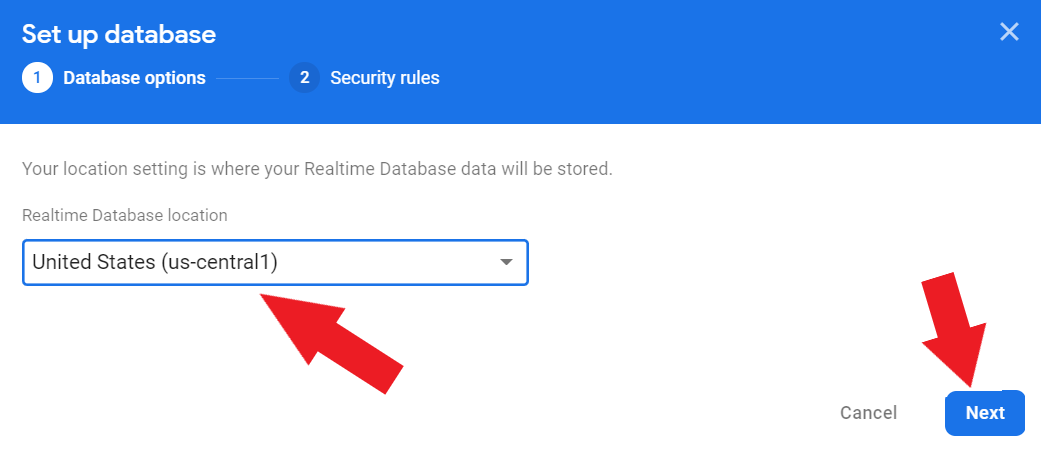 Set up database
1 Database options 2 Security rules
Your location setting is where your Realtime Database data will be stored.
Realtime Database location
United States (us-central1)
Cancel Next